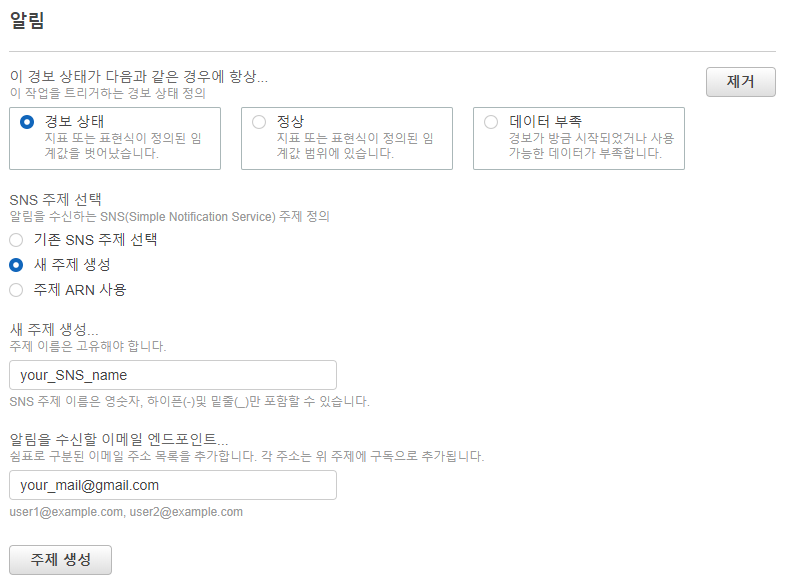 알림
이 경보 상태가 다음과 같은 경우에 항상...
이 작업을 트리거하는 경보 상태 정의
제거
경보 상태
지표 또는 표현식이 정의된 임
계값을 벗어났습니다.
정상
지표 또는 표현식이 정의된 임
계값 범위에 있습니다.
데이터 부족
경보가 방금 시작되었거나 사용
가능한 데이터가 부족합니다.
SNS 주제 선택
알림을 수신하는 SNS(Simple Notification Service) 주제 정의
기존 SNS 주제 선택
새 주제 생성
주제 ARN 사용
새 주제 생성...
주제 이름은 고유해야 합니다.
your_SNS_name
SNS 주제 이름은 영숫자, 하이픈(-)및 밑줄(_)만 포함할 수 있습니다.
알림을 수신할 이메일 엔드포인트...
쉼표로 구분된 이메일 주소 목록을 추가합니다. 각 주소는 위 주제에 구독으로 추가됩니다.
your_mail@gmail.com
user1@example.com, user2@example.com
주제 생성